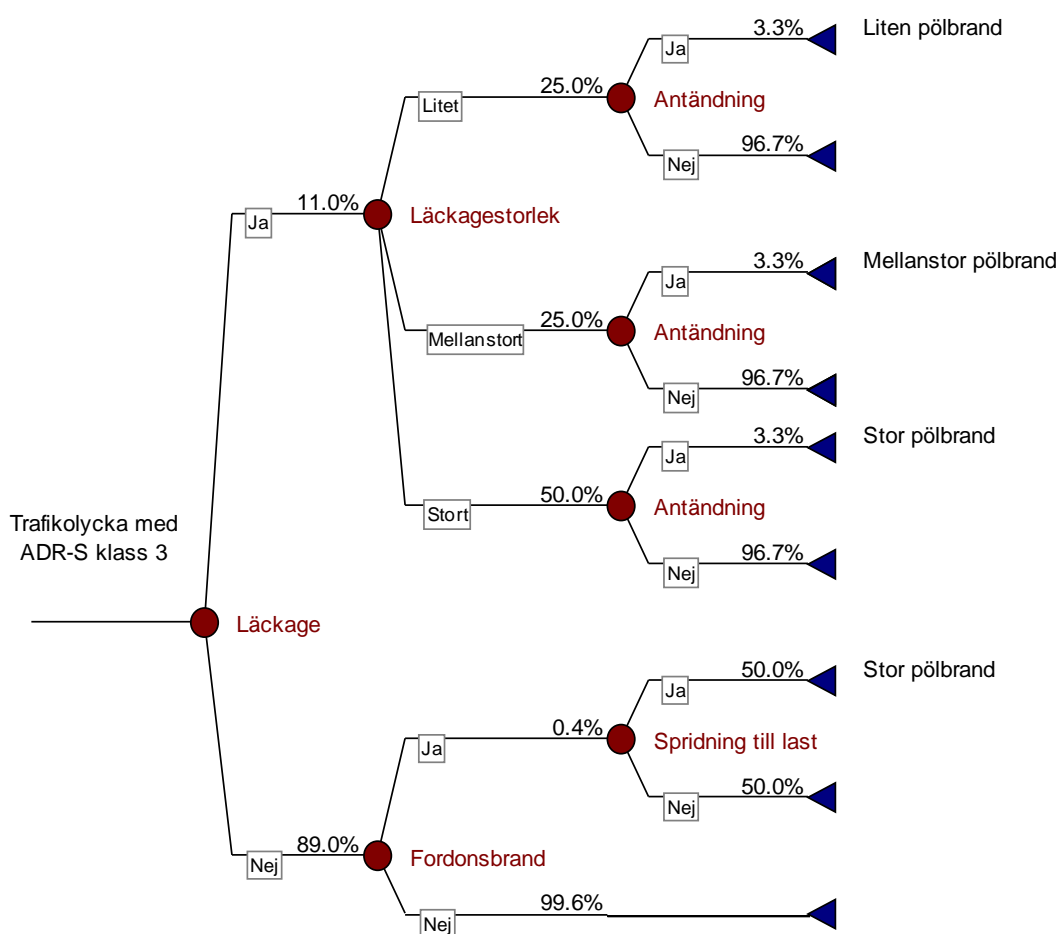 3.3%
Liten pölbrand
Ja
25.0%
Litet
Antändning
Nej
96.7%
Ja
11.0%
Läckagestorlek
3.3%
Mellanstor pölbrand
Ja
25.0%
Mellanstort
Antändning
Nej
96.7%
3.3%
Stor pölbrand
Ja
50.0%
Stort
Antändning
Nej
96.7%
Trafikolycka med
ADR-S klass 3
Läckage
50.0%
Stor pölbrand
Ja
0.4%
Ja
Spridning till last
Nej
50.0%
89.0%
Nej
Fordonsbrand
99.6%
Nej